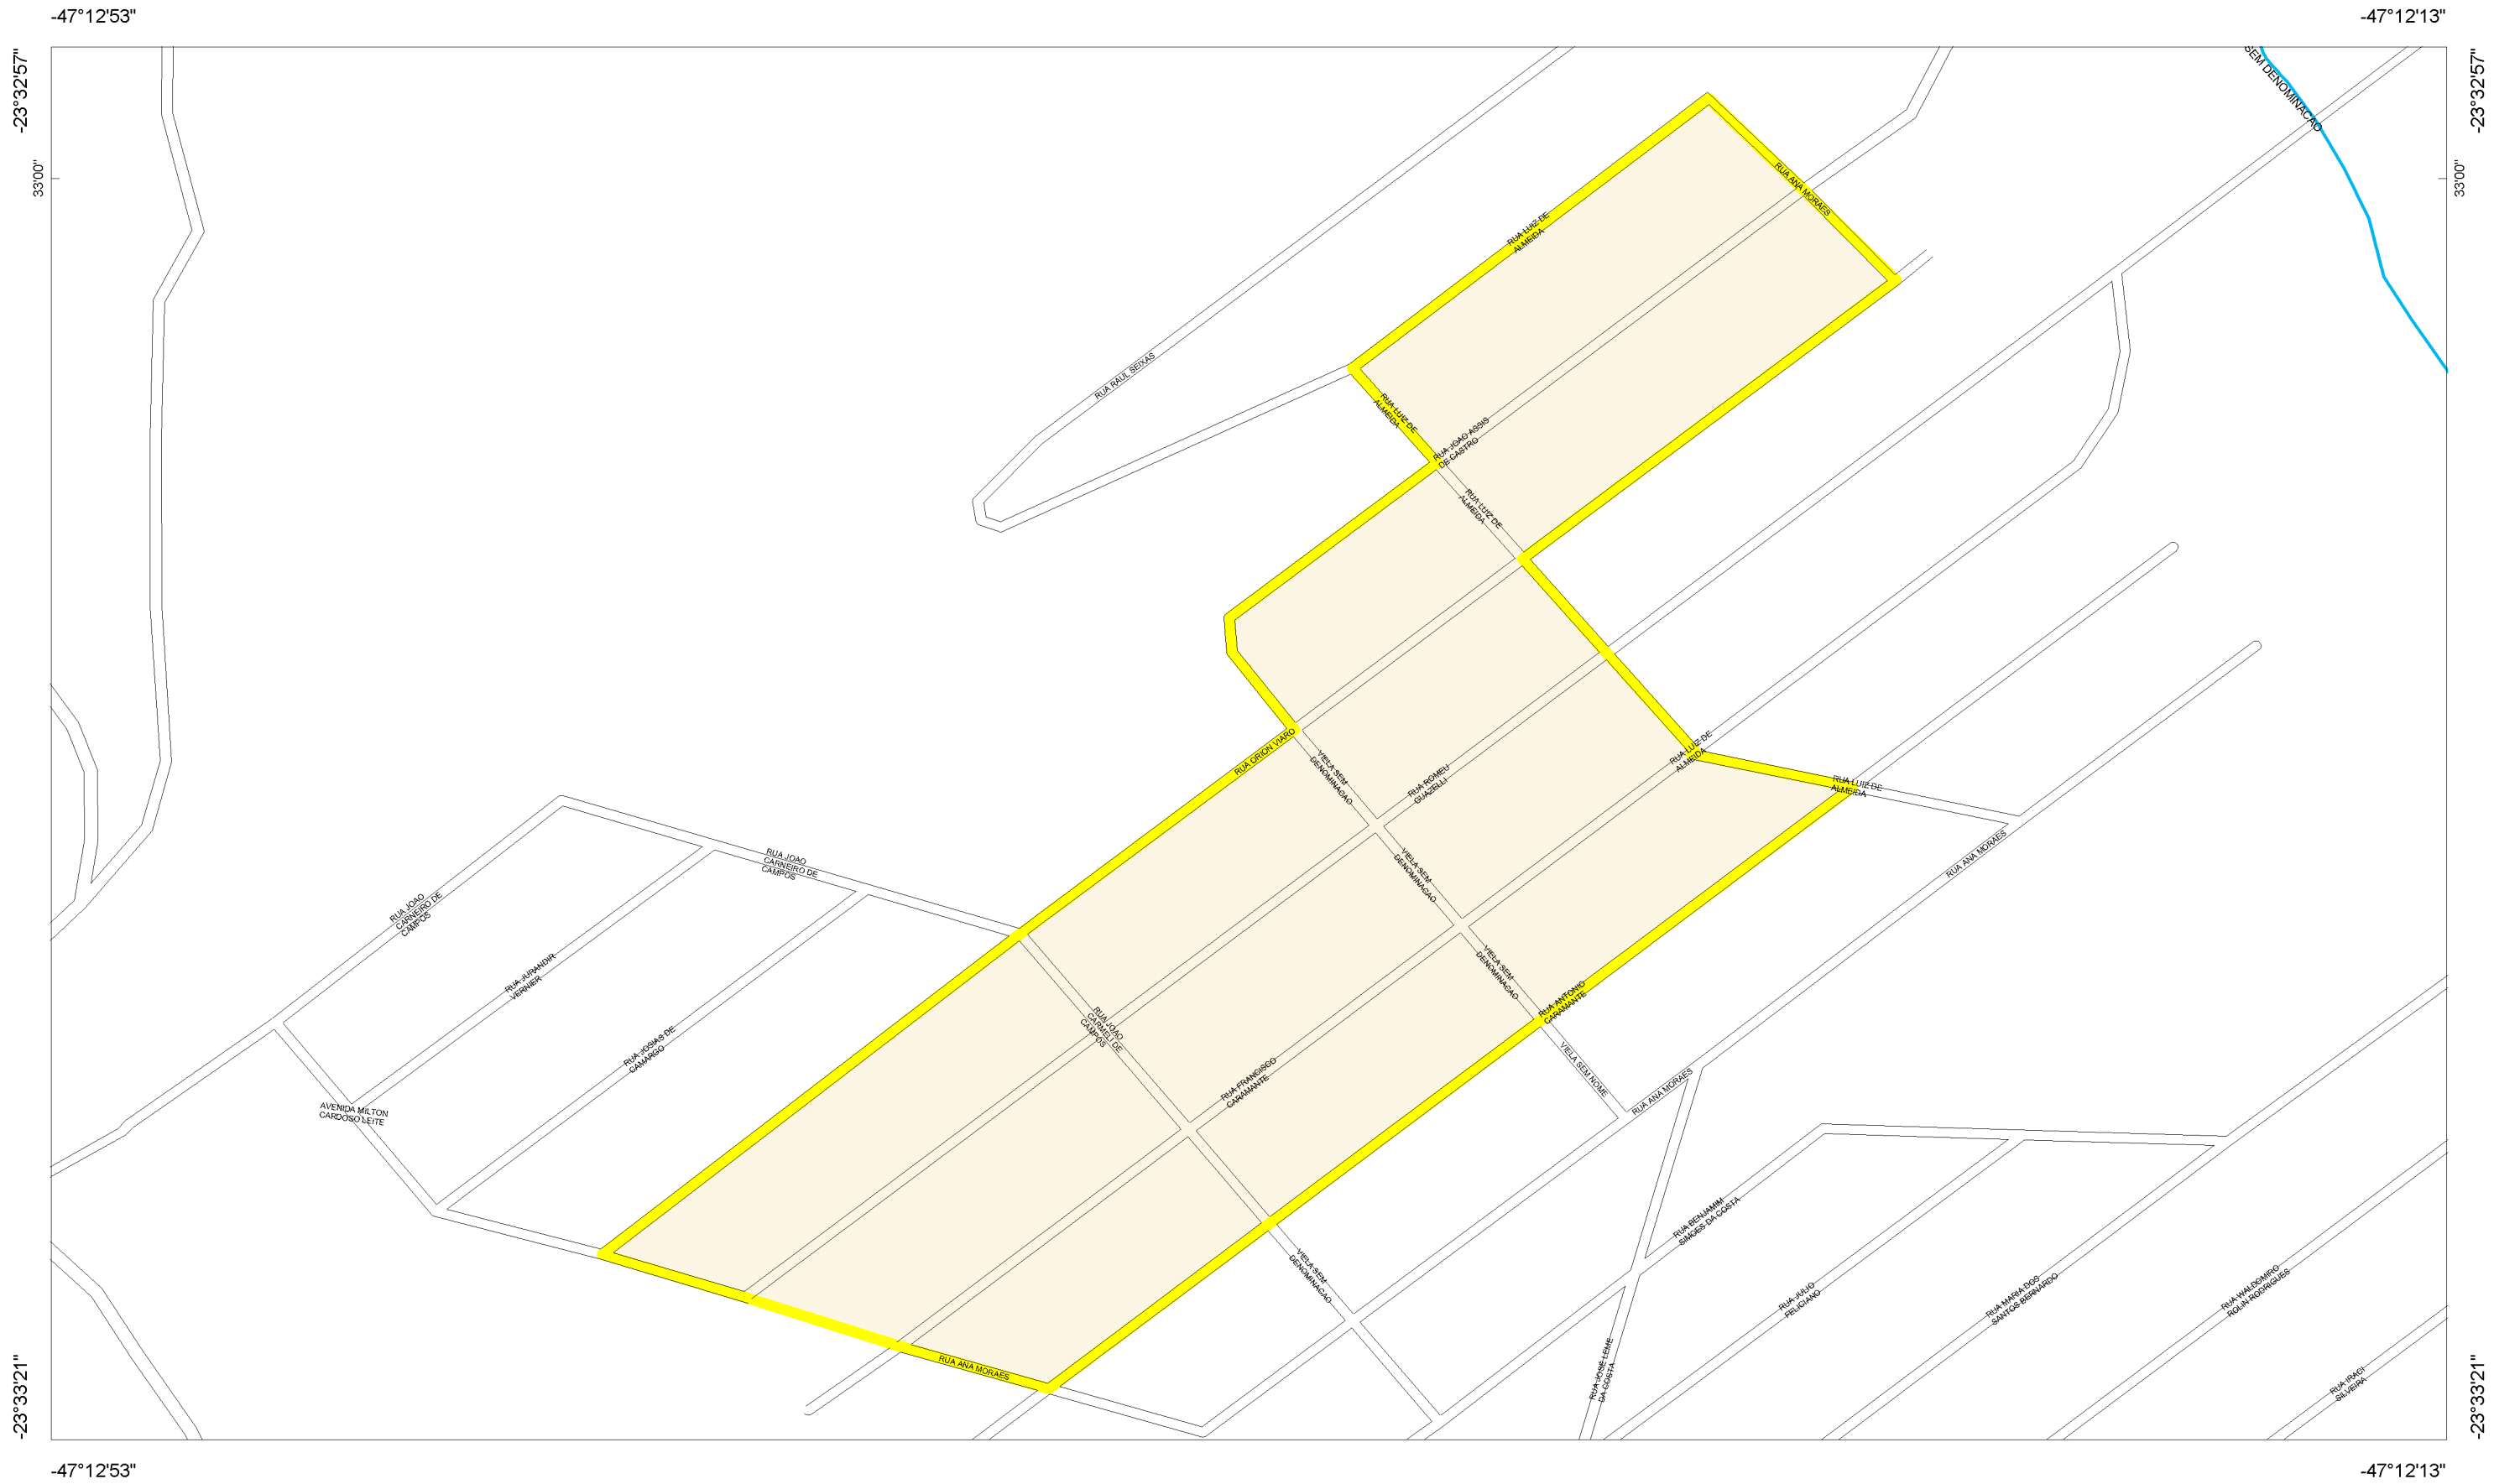 -47°12'53"
-47°12'13"
-23°32'57"
-23°32'57"
SEM DENOMINACAO
33'00"
33'00"
RUA ANA MORAES
RUA LUIZ DE
ALMEIDA
RUA RAUL SEIXAS
RUA LUIZ DE
ALMEIDA
RUA JOAO ASSIS
DE CASTRO
RUA LUIZ DE
ALMEIDA
RUA ORION VIARO
VIELA SEM
DENOMINACAO
RUA ROMEU
GUAZELLI
RUA LUIZ DE
ALMEIDA
RUA LUIZ DE
ALMEIDA
RUA JOAO
CARNEIRO DE
CAMPOS
VIELA SEM
DENOMINACAO
RUA ANA MORAES
RUA JOAO
CARNEIRO DE
CAMPOS
RUA JURANDIR
VERNIER
VIELA SEM
DENOMINACAO
RUA ANTONIO
CARAMANTE
RUA JOAO
CARMELI DE
CAMPOS
RUA JOSIAS DE
CAMARGO
VIELA SEM NOME
RUA FRANCISCO
CARAMANTE
RUA ANA MORAES
AVENIDA MILTON
CARDOSO LEITE
RUA BENJAMIM
SIMOES DA COSTA
VIELA SEM
DENOMINACAO
RUA JULIO
FELICIANO
RUA MARIA DOS
SANTOS BERNARDO
RUA WALDOMIRO
ROLIN RODRIGUES
RUA ANA MORAES
RUA JOSÉ LEME
DA COSTA
RUA IRACI
SILVEIRA
-23°33'21"
-23°33'21"
-47°12'53"
-47°12'13"